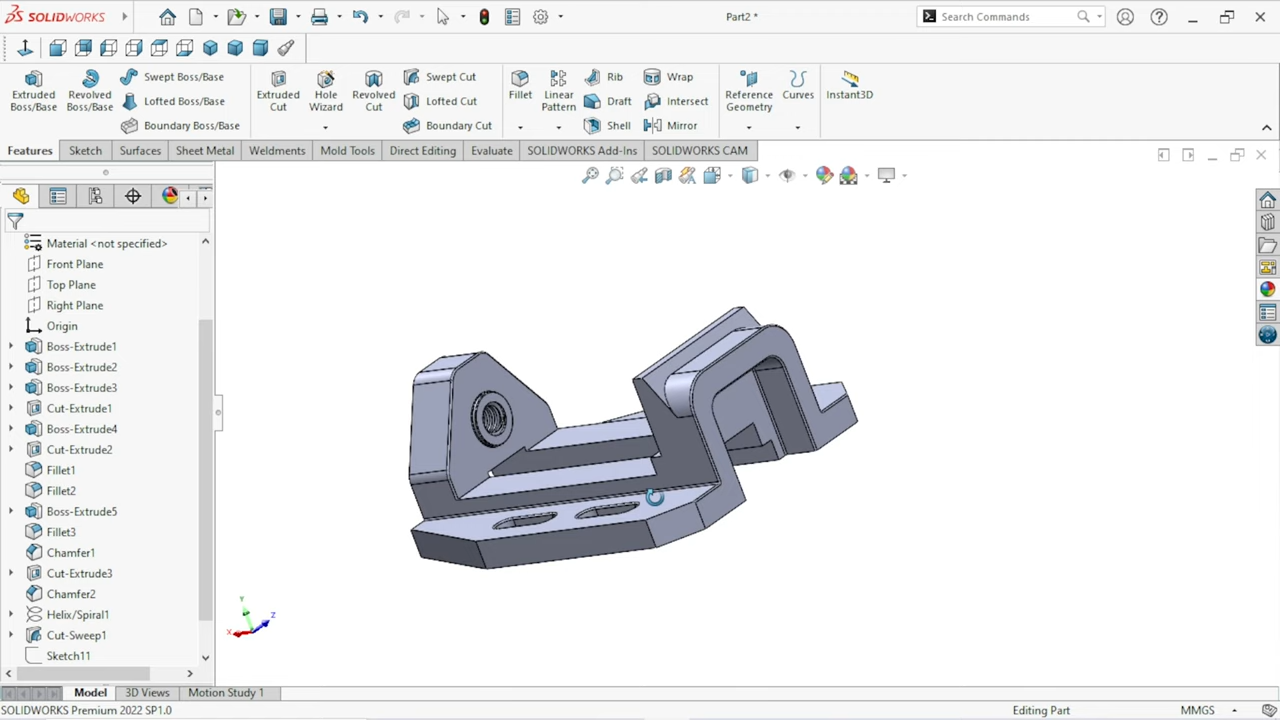 SOLIDWORKS
Part2 *
Search Commands
Extruded Boss/Base
Revolved Boss/Base
Swept Boss/Base
Lofted Boss/Base
Boundary Boss/Base
Extruded Cut
Hole Wizard
Revolved Cut
Swept Cut
Lofted Cut
Boundary Cut
Fillet
Linear Pattern
Rib
Draft
Shell
Wrap
Intersect
Mirror
Reference Geometry
Curves
Instant3D
Features Sketch Surfaces Sheet Metal Weldments Mold Tools Direct Editing Evaluate SOLIDWORKS Add-Ins SOLIDWORKS CAM
Material <not specified>
Front Plane
Top Plane
Right Plane
Origin
Boss-Extrude1
Boss-Extrude2
Boss-Extrude3
Cut-Extrude1
Boss-Extrude4
Cut-Extrude2
Fillet1
Fillet2
Boss-Extrude5
Fillet3
Chamfer1
Cut-Extrude3
Chamfer2
Helix/Spiral1
Cut-Sweep1
Sketch11
Y
Z
X
Model 3D Views Motion Study 1
SOLIDWORKS Premium 2022 SP1.0
Editing Part
MMGS